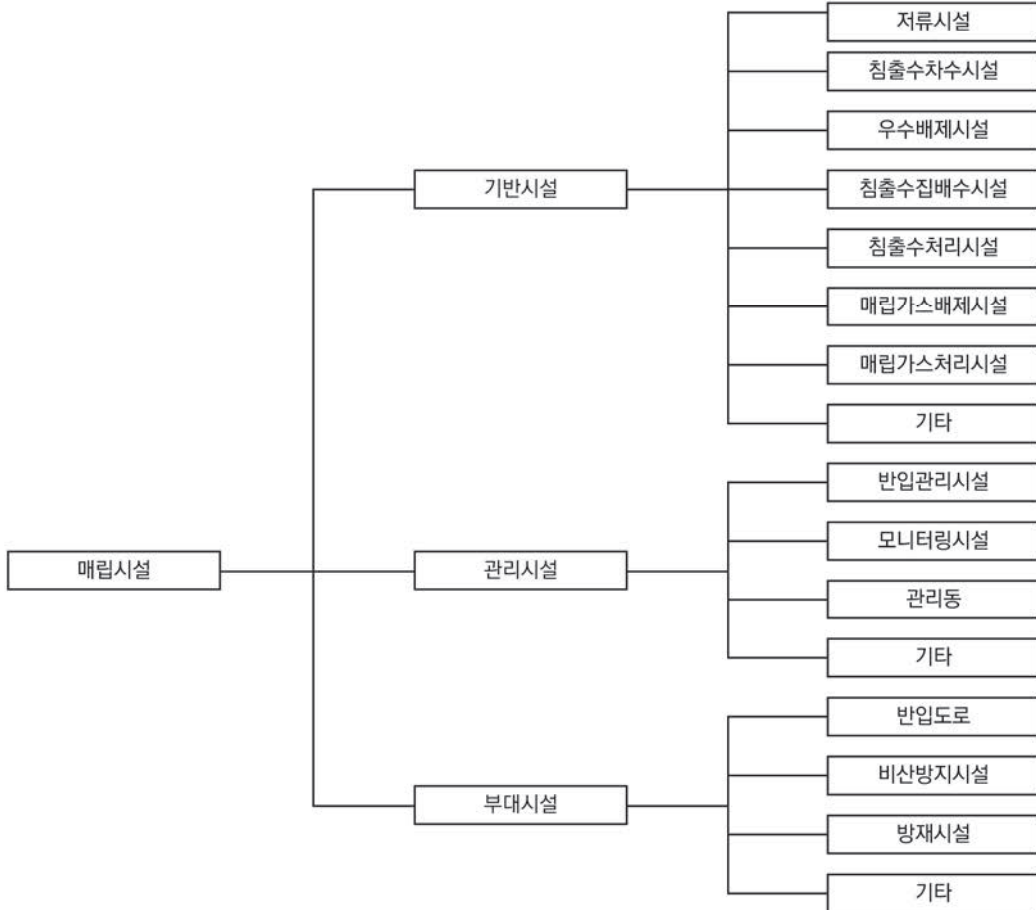 저류시설
침출수차수시설
우수배제시설
기반시설
침출수집배수시설
침출수처리시설
매립가스배제시설
매립가스처리시설
기타
반입관리시설
모니터링시설
매립시설
관리시설
관리동
기타
반입도로
비산방지시설
부대시설
방재시설
기타